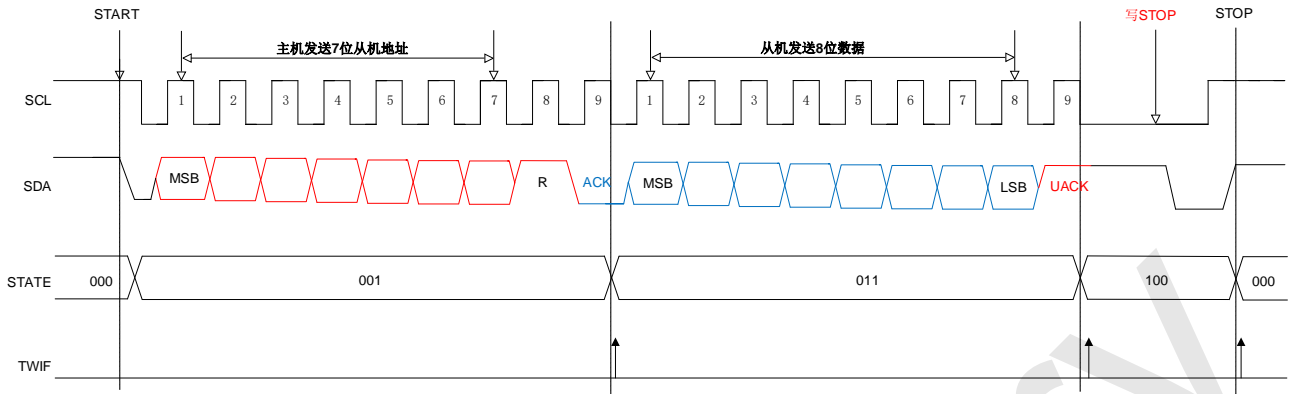 START 写STOP STOP
主机发送7位从机地址 从机发送8位数据
SCL 1 2 3 4 5 6 7 8 9 1 2 3 4 5 6 7 8 9
SDA MSB R ACK MSB LSB UACK
STATE 000 001 011 100 000
TWIF